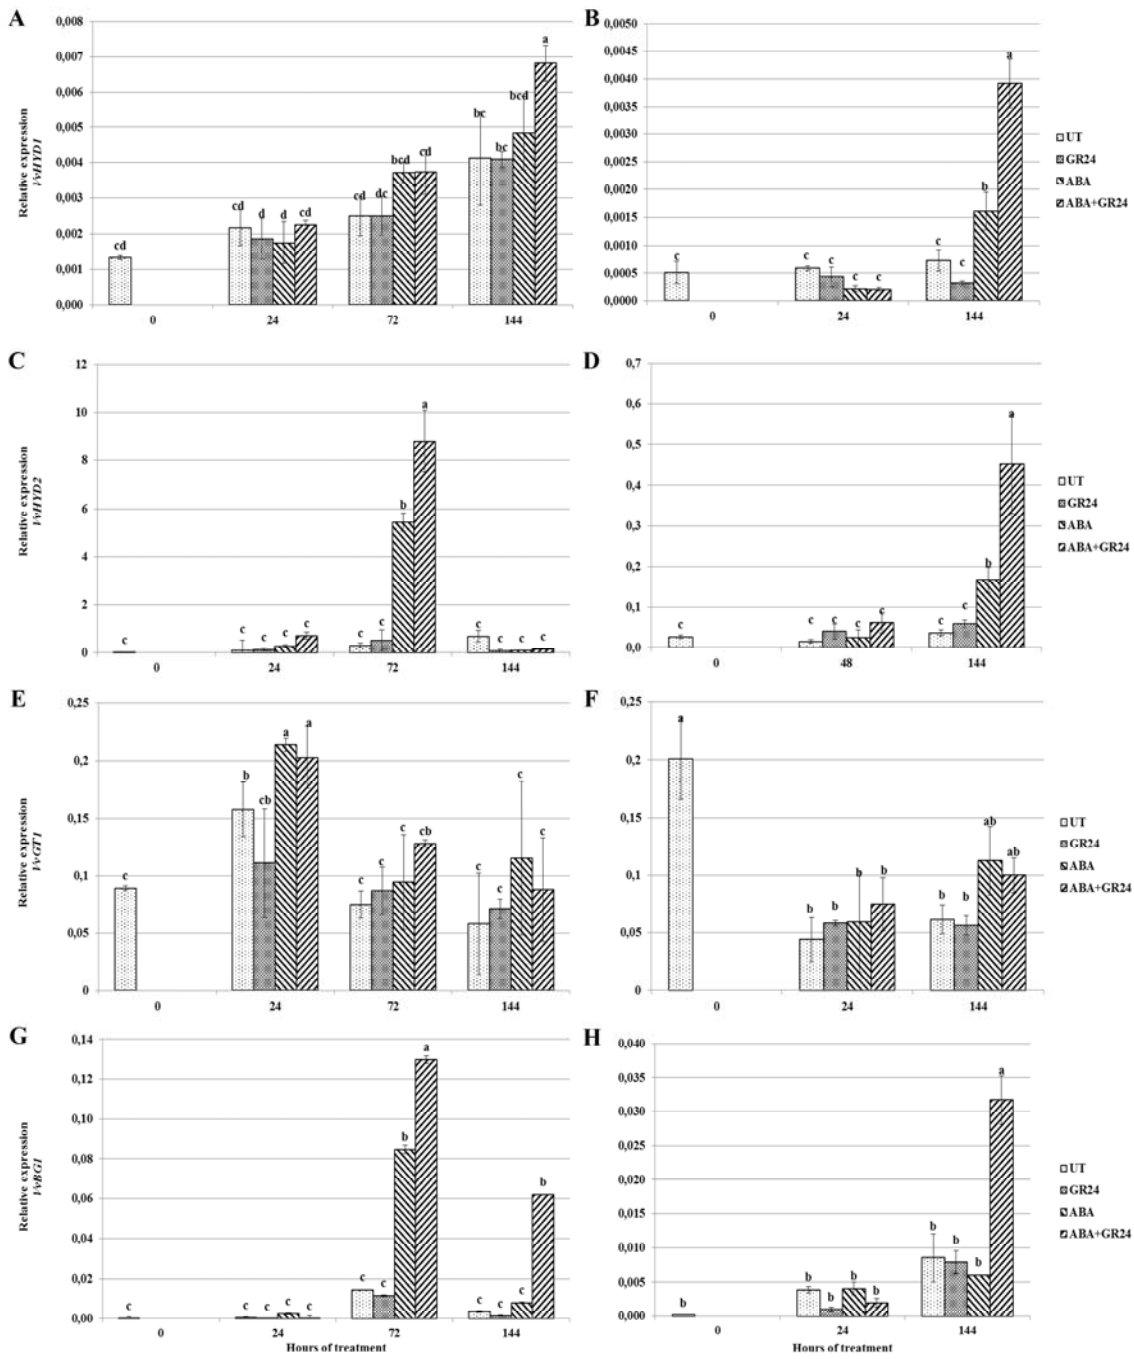 A
0,008
0,007
0,006
0,005
0,004
0,003
0,002
0,001
0,000
Relative expression
VvHYD1
cd
cd
d
d
cd
cd
dc
bcd
cd
bc
bc
bcd
a
0
24
72
144
B
0,0050
0,0045
0,0040
0,0035
0,0030
0,0025
0,0020
0,0015
0,0010
0,0005
0,0000
c
c
c
c
c
c
c
b
a
0
24
144
UT
GR24
ABA
ABA+GR24
C
12
10
8
6
4
2
0
Relative expression
VvHYD2
c
c
c
c
c
c
c
b
a
c
c
c
c
0
24
72
144
D
0,7
0,6
0,5
0,4
0,3
0,2
0,1
0,0
c
c
c
c
c
c
c
b
a
0
48
144
UT
GR24
ABA
ABA+GR24
E
0,25
0,2
0,15
0,1
0,05
0
Relative expression
VvGT1
c
b
cb
a
a
c
c
c
cb
c
c
c
c
0
24
72
144
F
0,25
0,2
0,15
0,1
0,05
0
a
b
b
b
b
b
b
ab
ab
0
24
144
UT
GR24
ABA
ABA+GR24
G
0,14
0,12
0,10
0,08
0,06
0,04
0,02
0,00
Relative expression
VvBG1
c
c
c
c
c
c
c
b
a
c
c
c
b
0
24
72
144
Hours of treatment
H
0,040
0,035
0,030
0,025
0,020
0,015
0,010
0,005
0,000
b
b
b
b
b
b
b
b
a
0
24
144
Hours of treatment
UT
GR24
ABA
ABA+GR24